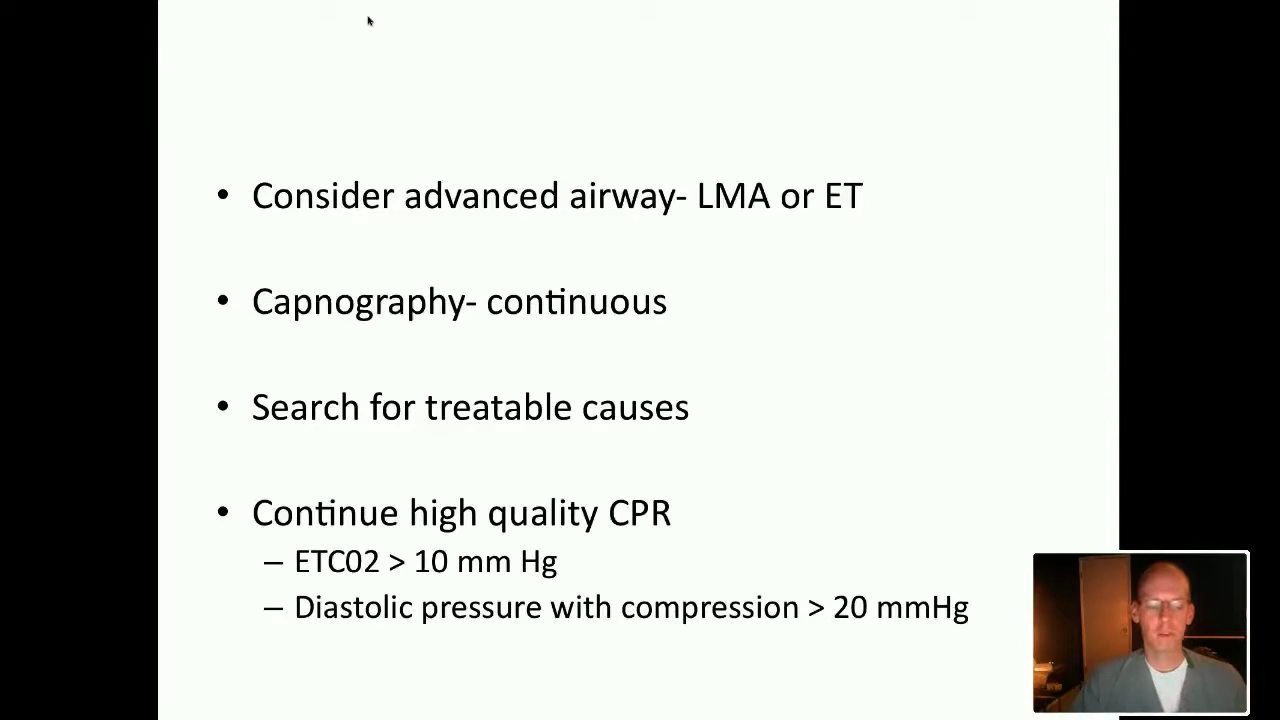 • Consider advanced airway- LMA or ET
• Capnography- continuous
• Search for treatable causes
• Continue high quality CPR
– ETC02 > 10 mm Hg
– Diastolic pressure with compression > 20 mmHg